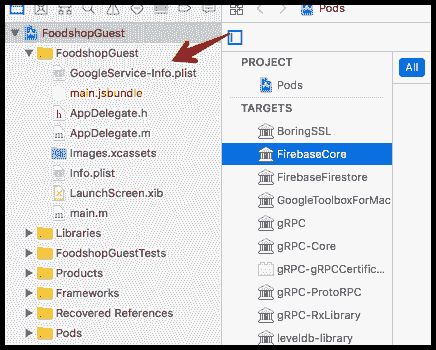 FoodshopGuest
FoodshopGuest
GoogleService-Info.plist
main.jsbundle
AppDelegate.h
AppDelegate.m
Images.xcassets
Info.plist
LaunchScreen.xib
main.m
Libraries
FoodshopGuestTests
Products
Frameworks
Recovered References
Pods
Pods
PROJECT
Pods
TARGETS
BoringSSL
FirebaseCore
FirebaseFirestore
GoogleToolboxForMac
gRPC
gRPC-Core
gRPC-gRPCCertific...
gRPC-ProtoRPC
gRPC-RxLibrary
leveldb-library
All